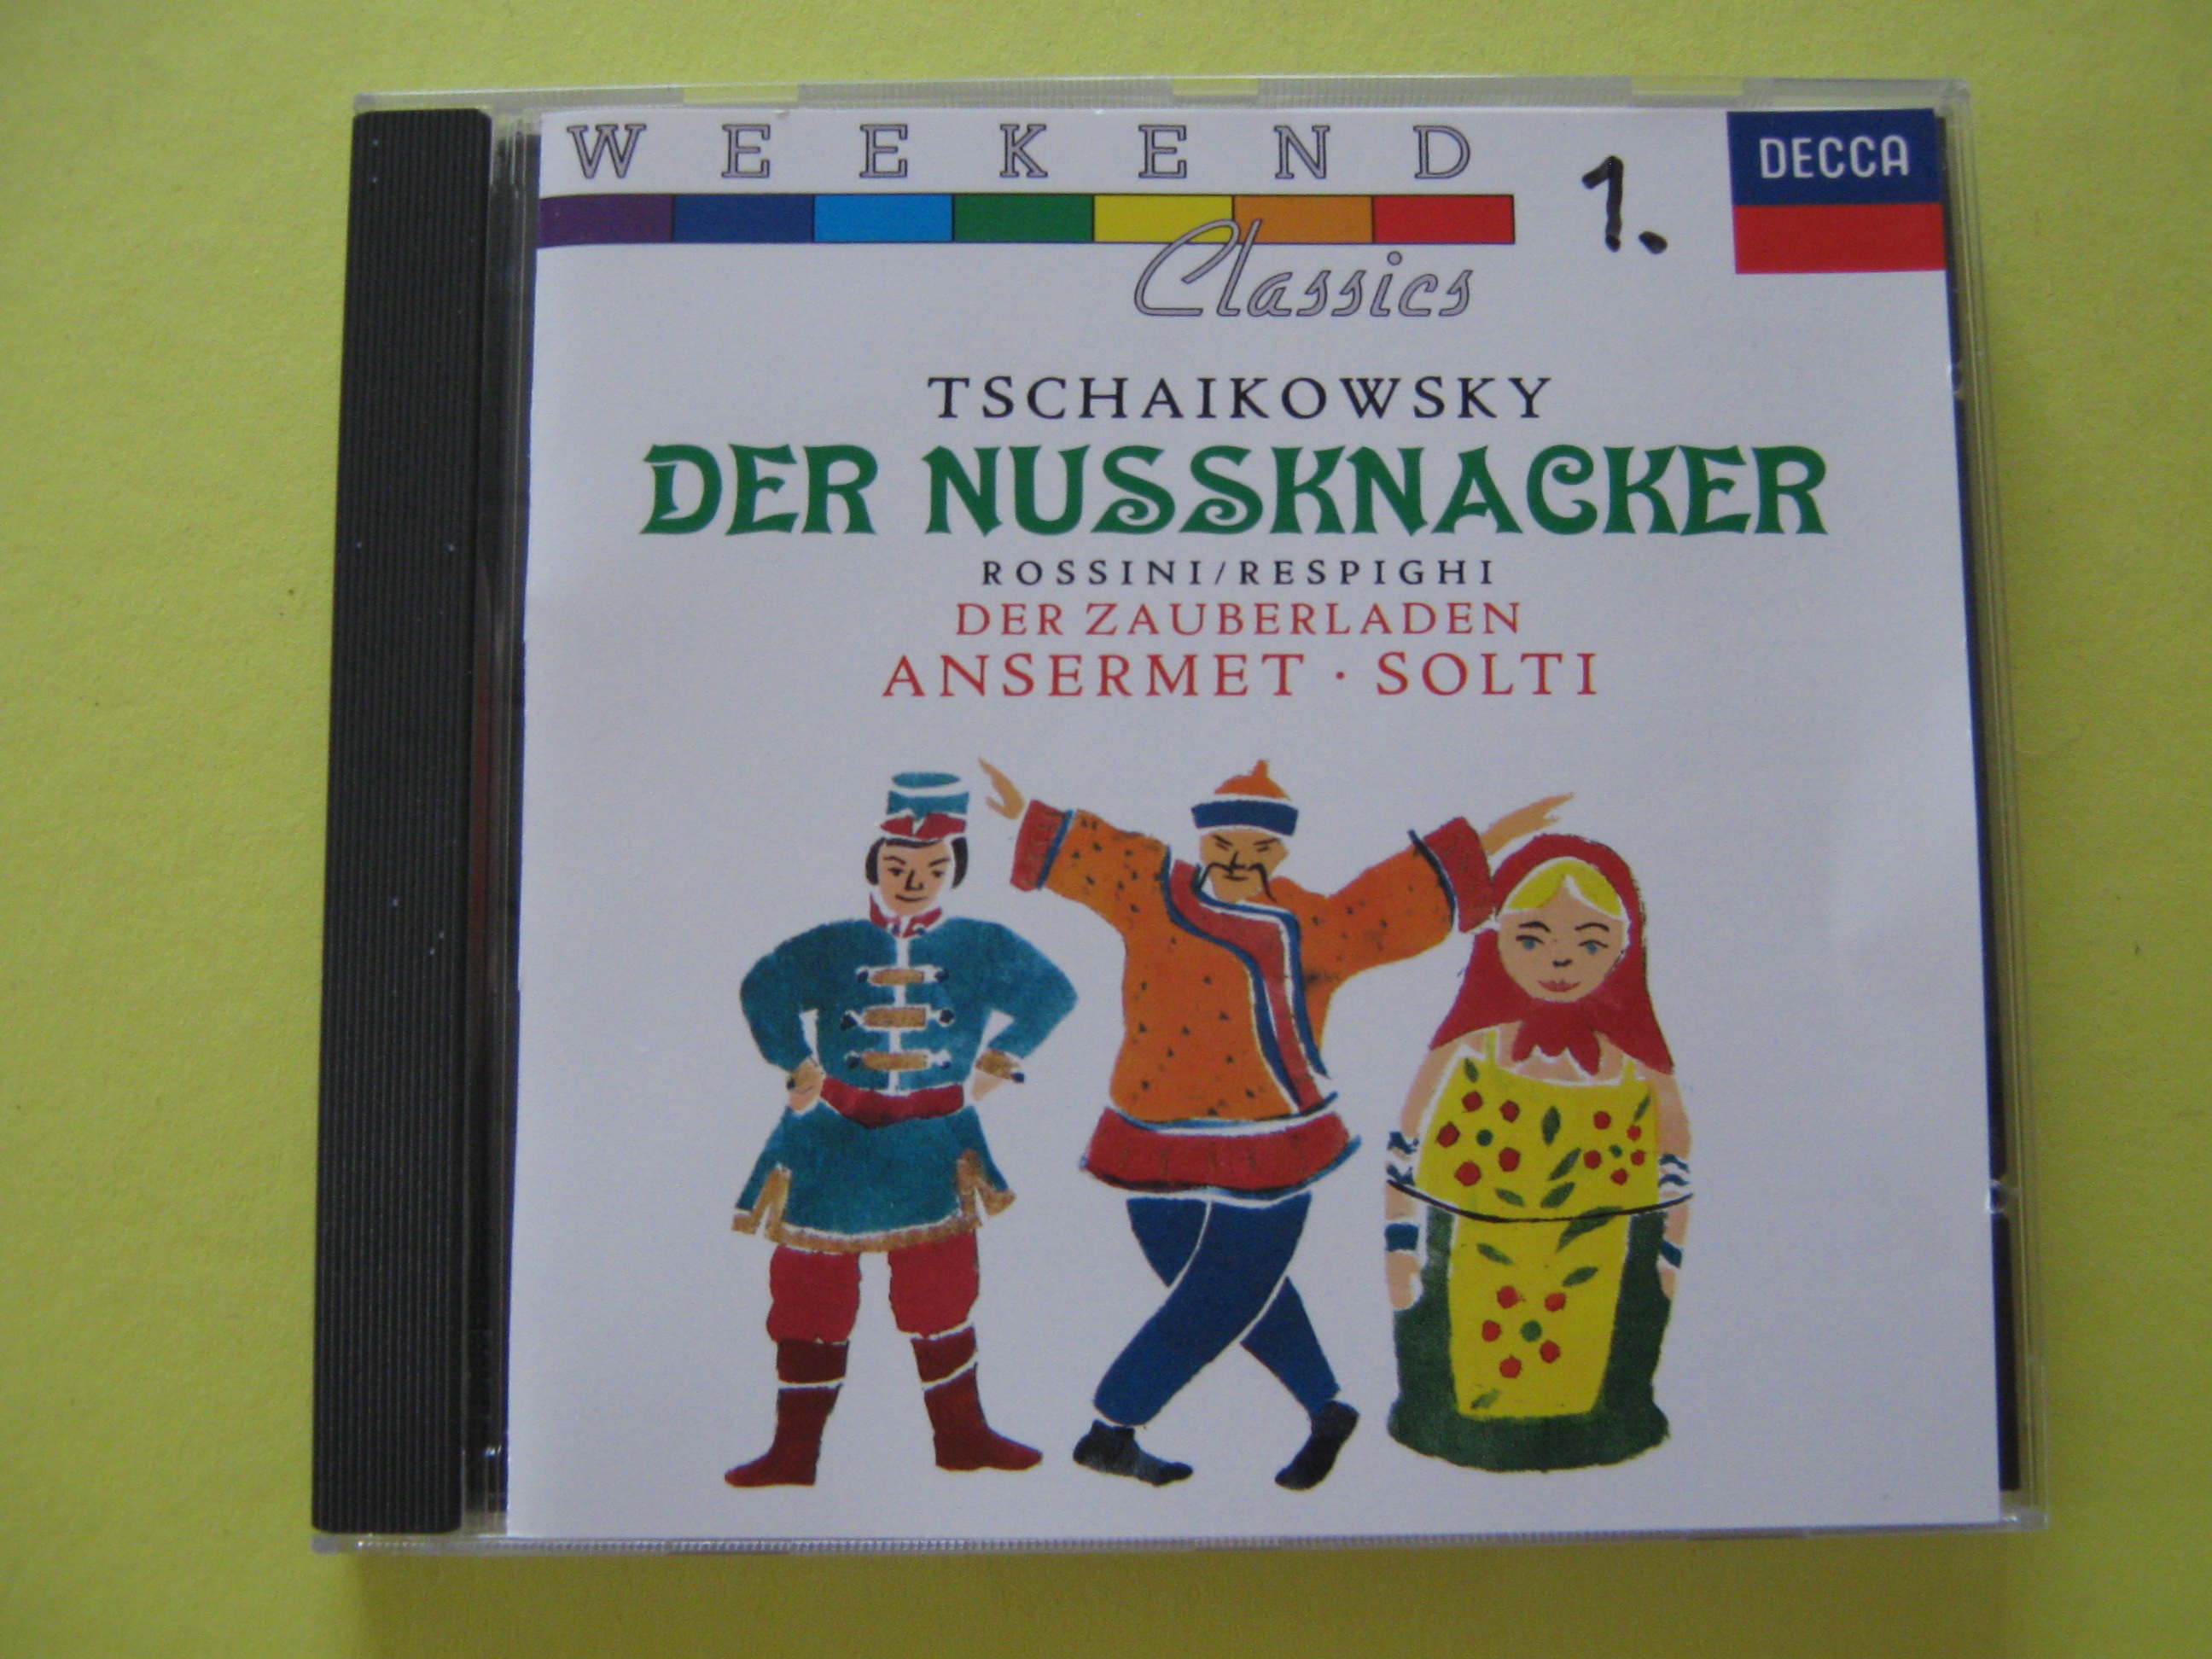 WEEKEND
Classics
1.
DECCA
TSCHAIKOWSKY
DER NUSSKNACKER
ROSSINI/RESPIGHI
DER ZAUBERLADEN
ANSERMET · SOLTI